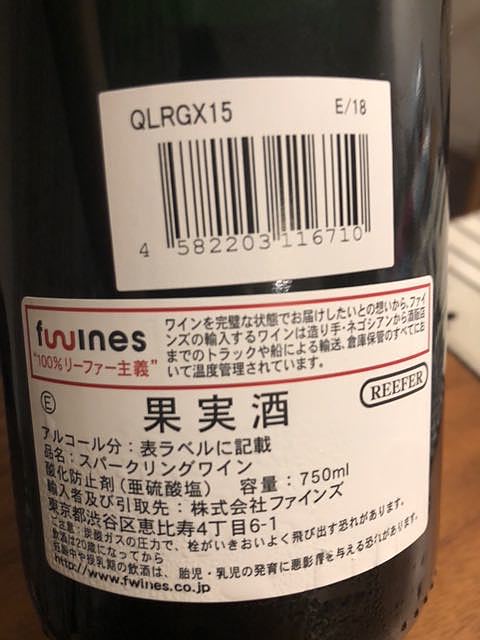 QLRGX15 E/18
4 582203 116710
fwines
"100%リーファー主義"
ワインを完璧な状態でお届けしたいとの想いから、ファイ
ンズの輸入するワインは造り手・ネゴシアンから酒販店
までのトラックや船による輸送、倉庫保管のすべてにお
いて温度管理されています。
REEFER
Ⓔ
果実酒
アルコール分：表ラベルに記載
品名：スパークリングワイン
酸化防止剤（亜硫酸塩） 容量：750ml
輸入者及び引取先：株式会社ファインズ
東京都渋谷区恵比寿4丁目6-1
ご注意：炭酸ガスの圧力で、栓がいきおいよく飛び出す恐れがあります。
飲酒は20歳になってから
妊娠中や授乳期の飲酒は、胎児・乳児の発育に悪影響を与える恐れがあります。
http://www.fwines.co.jp